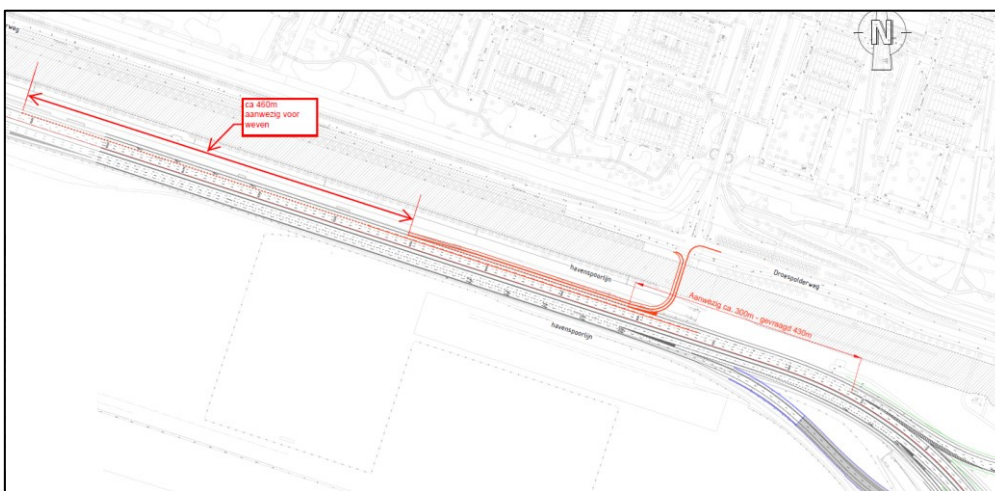 N
ca 460m
aanwezig voor
weven
havenspoorlijn
Droespolderweg
Aanwezig ca. 300m - gevraagd 430m
havenspoorlijn